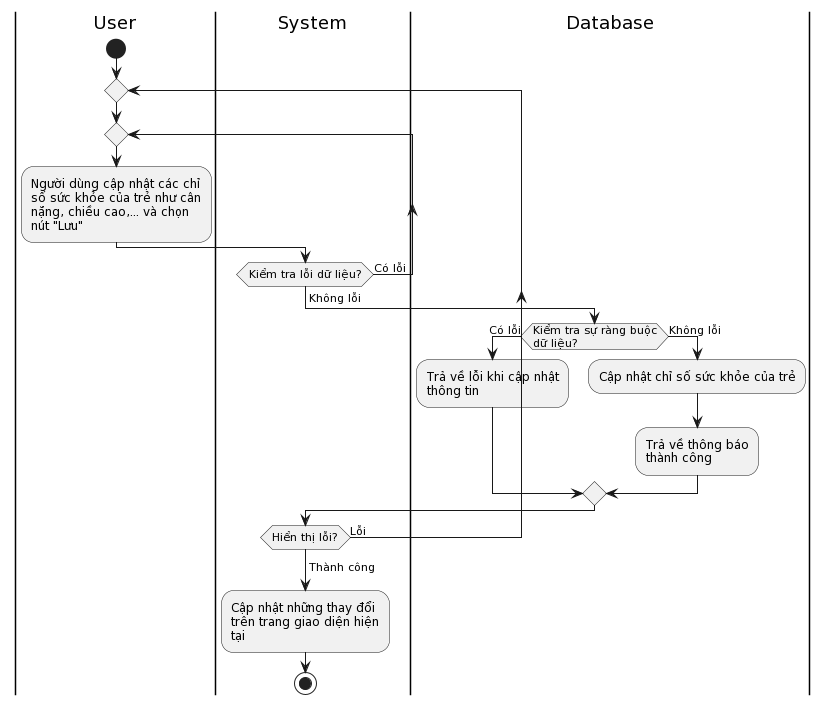 User
System
Database
Người dùng cập nhật các chỉ
số sức khỏe của trẻ như cân
nặng, chiều cao,... và chọn
nút "Lưu"
Kiểm tra lỗi dữ liệu?
Có lỗi
Không lỗi
Có lỗi
Kiểm tra sự ràng buộc
dữ liệu?
Không lỗi
Trả về lỗi khi cập nhật
thông tin
Cập nhật chỉ số sức khỏe của trẻ
Trả về thông báo
thành công
Hiển thị lỗi?
Lỗi
Thành công
Cập nhật những thay đổi
trên trang giao diện hiện
tại